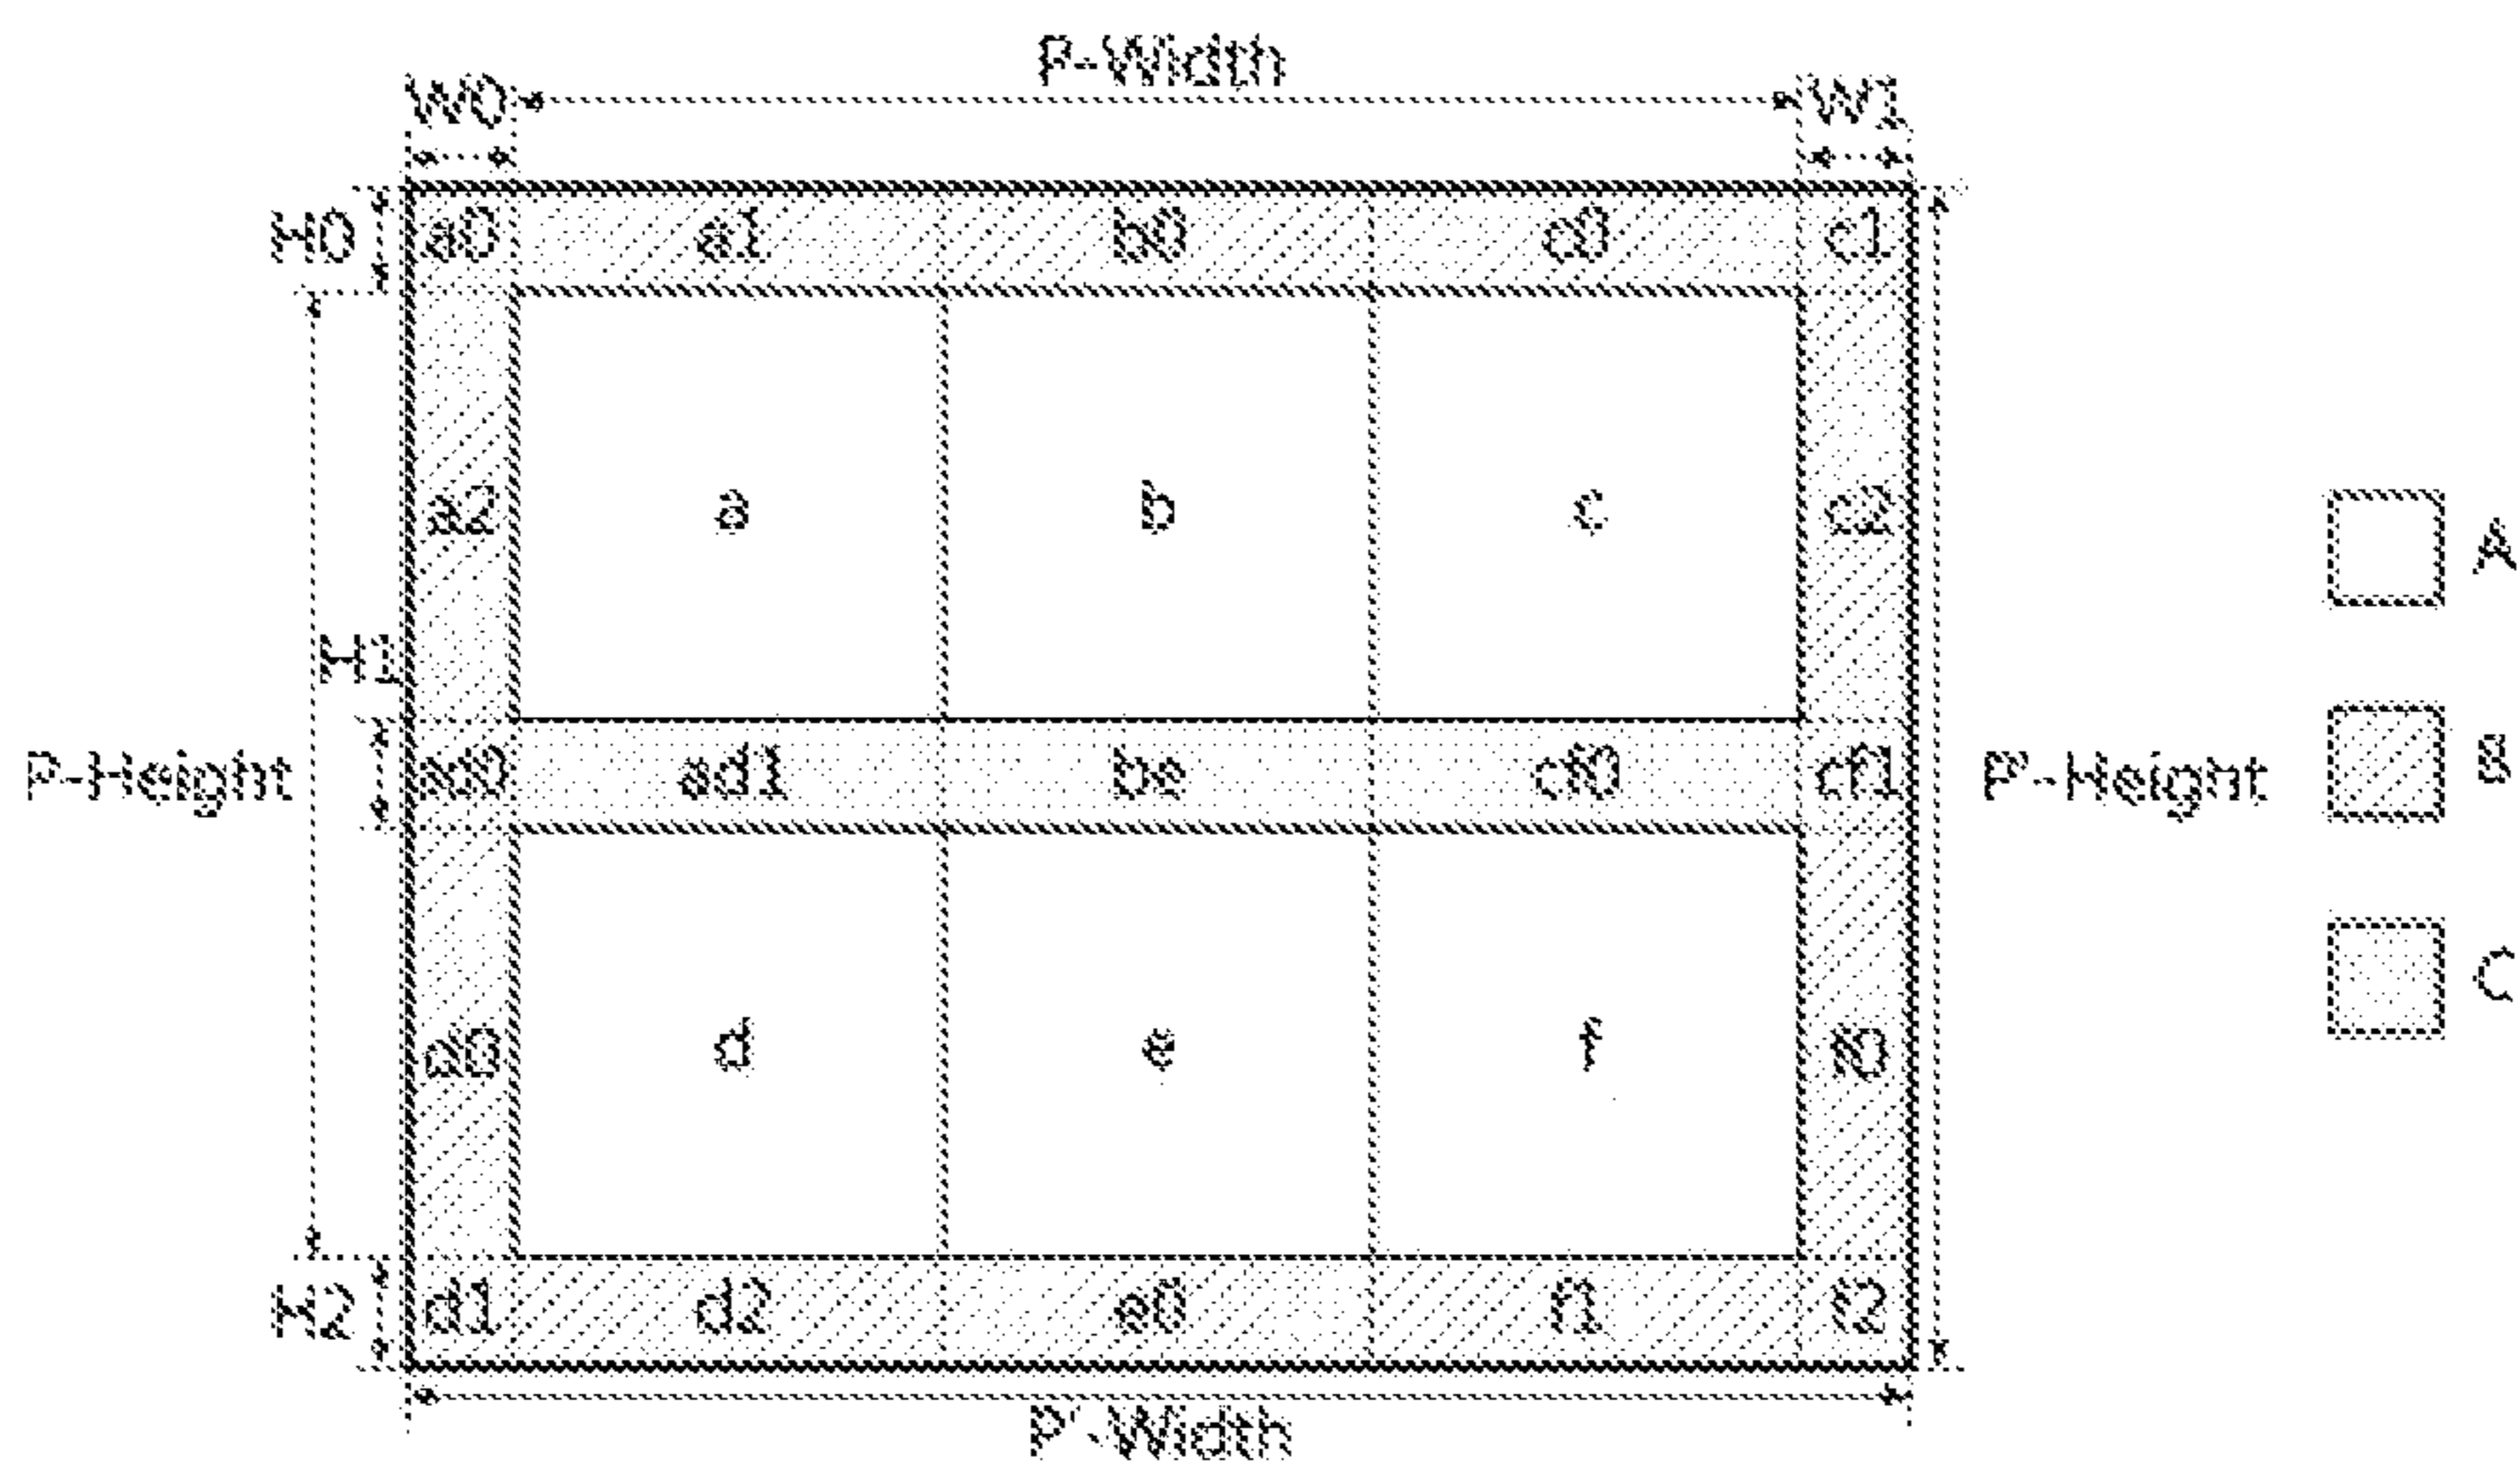 P-Width
W0 W1
H0 a0 a1 b0 c0 c1
a2 a b c c2
H1
P-Height ad0 ad1 be cf0 cf1 P'-Height
d0 d e f f0
H2 d1 d2 e0 f1 f2
P'-Width
A
B
C